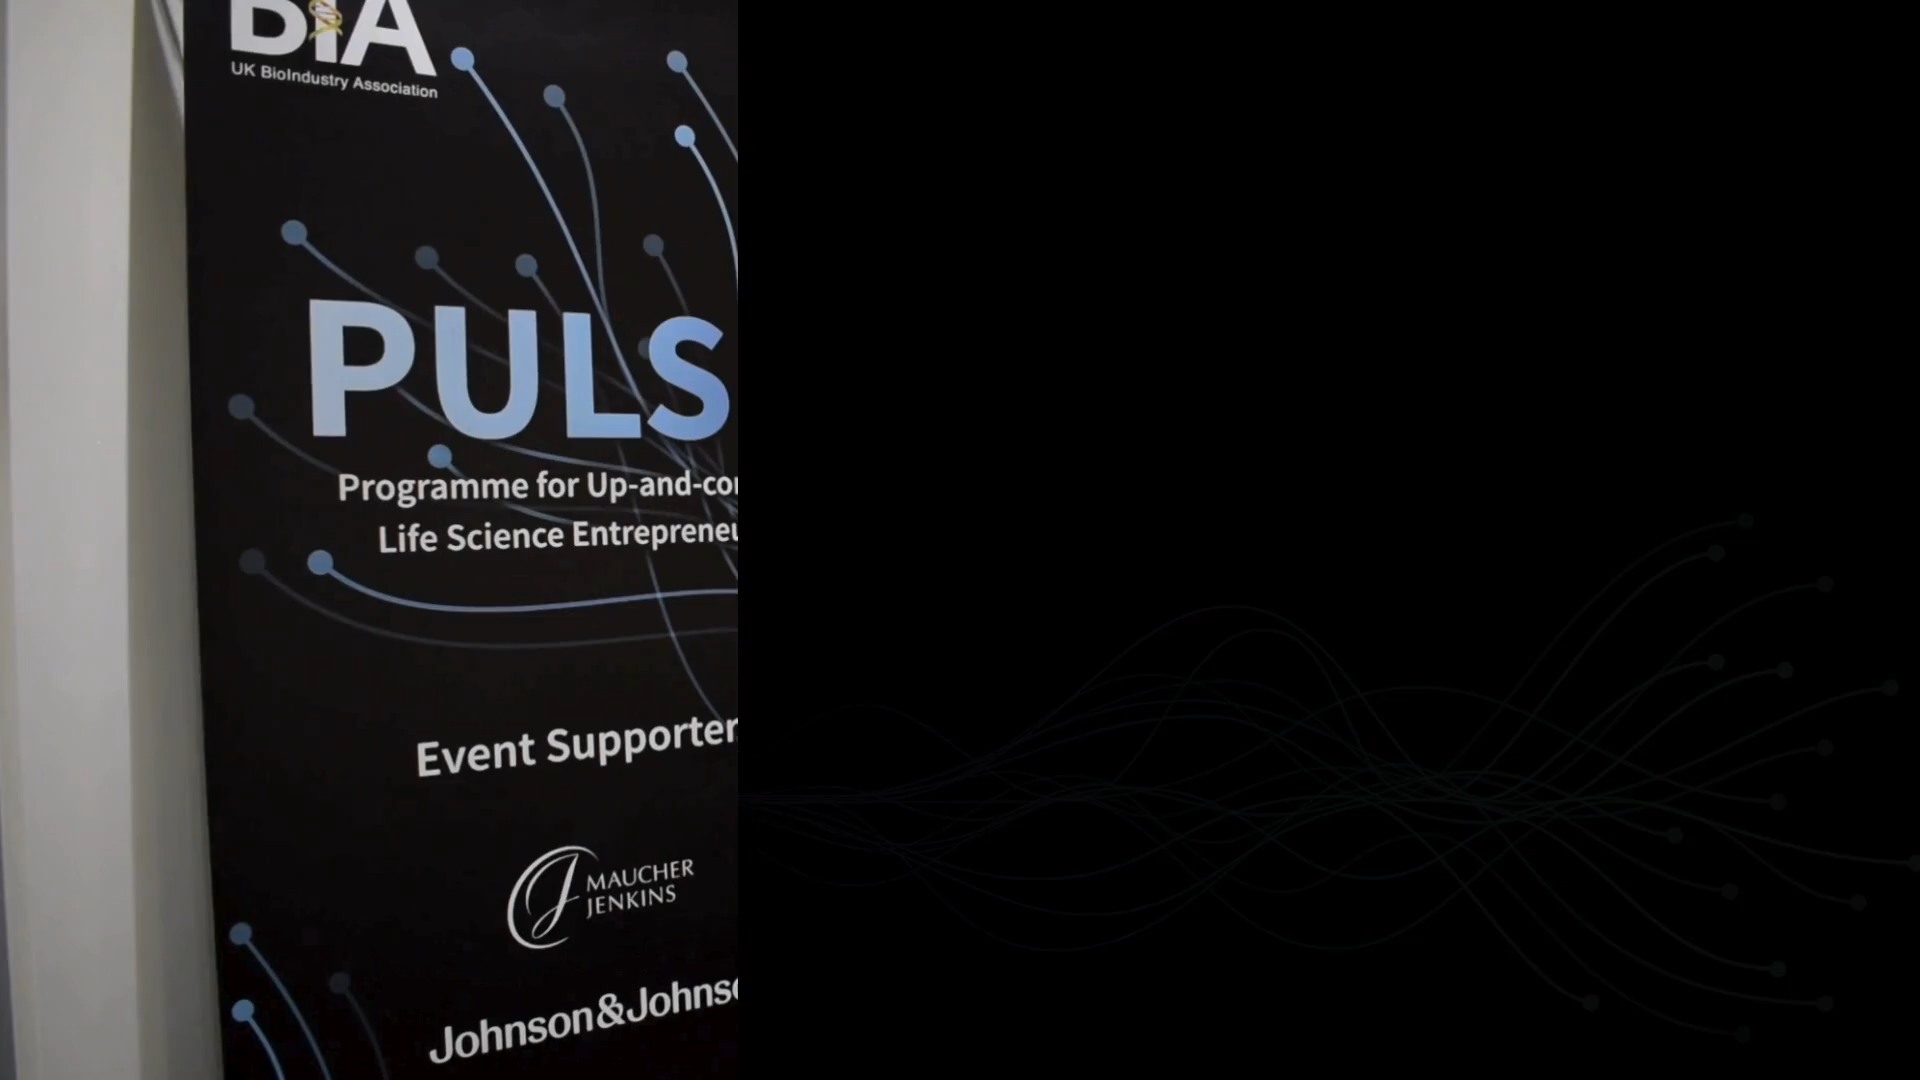 BIA
UK BioIndustry Association
PULS
Programme for Up-and-co
Life Science Entrepreneu
Event Supporter
MAUCHER
JENKINS
Johnson&Johns